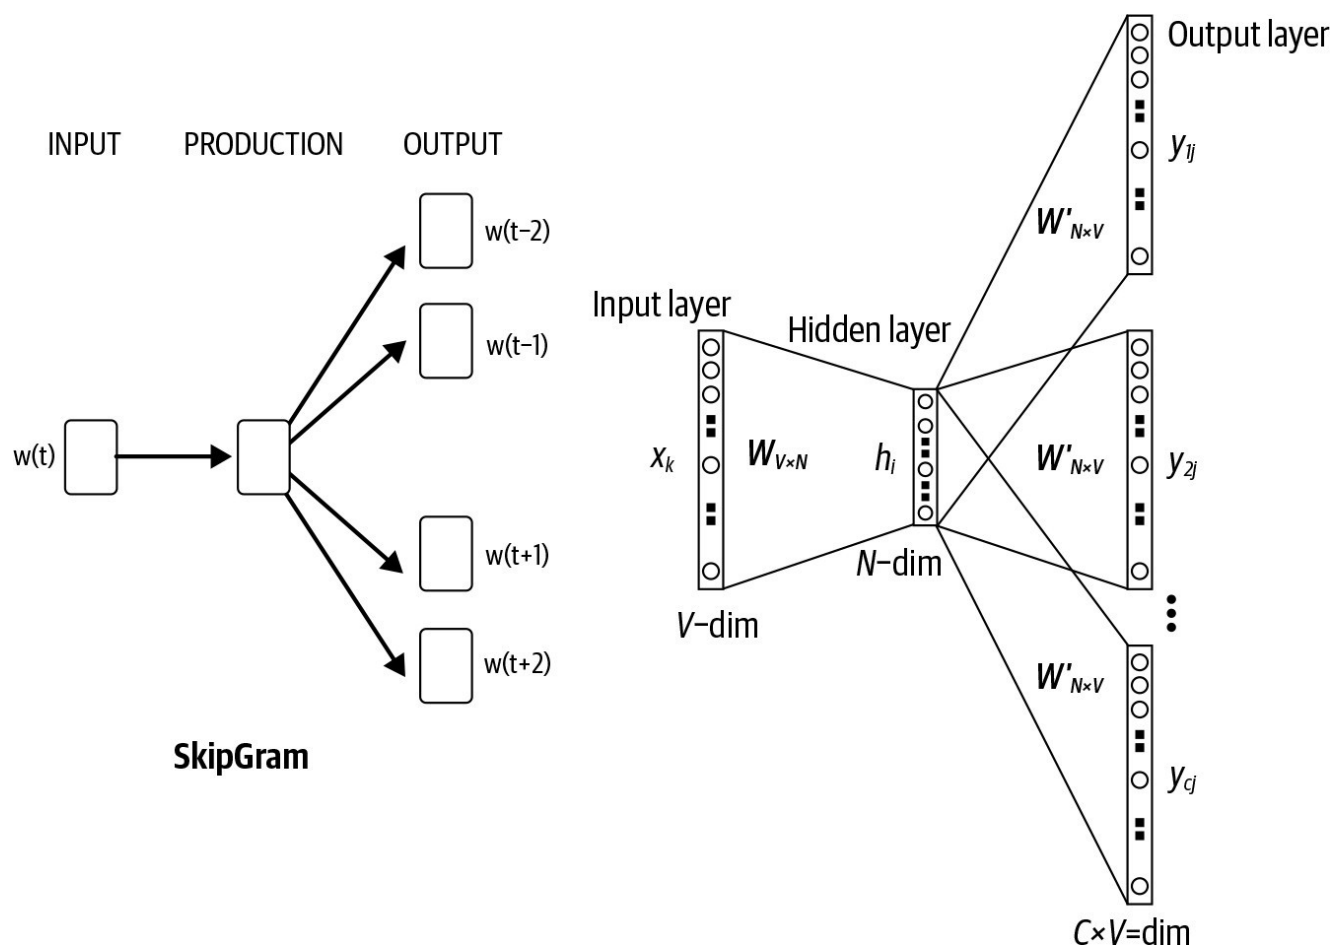 INPUT PRODUCTION OUTPUT
w(t−2)
w(t−1)
w(t)
w(t+1)
w(t+2)
SkipGram
Output layer
y1j
W'N×V
Input layer
Hidden layer
xk
WV×N
hi
W'N×V
y2j
N−dim
V−dim
W'N×V
ycj
C×V=dim